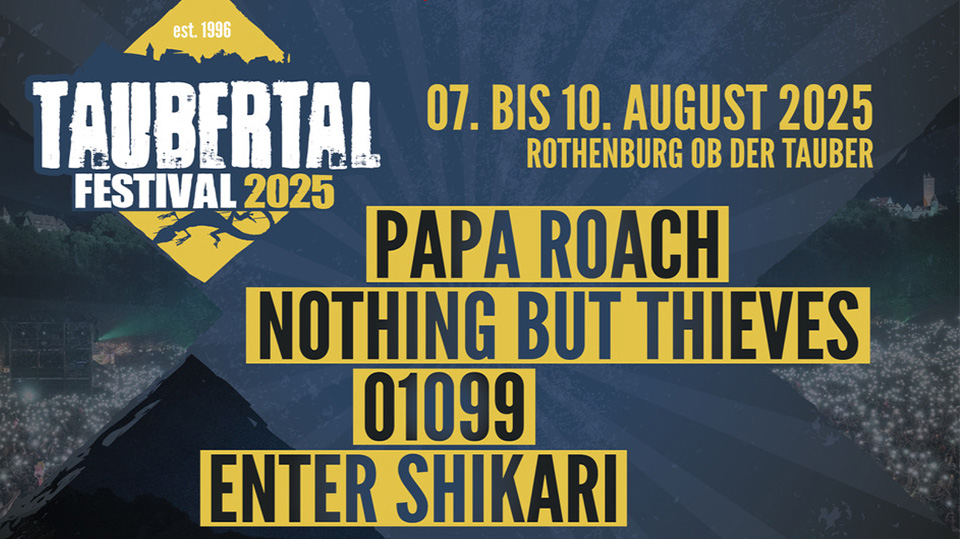 est. 1996
TAUBERTAL
FESTIVAL 2025
07. BIS 10. AUGUST 2025
ROTHENBURG OB DER TAUBER
PAPA ROACH
NOTHING BUT THIEVES
01099
ENTER SHIKARI